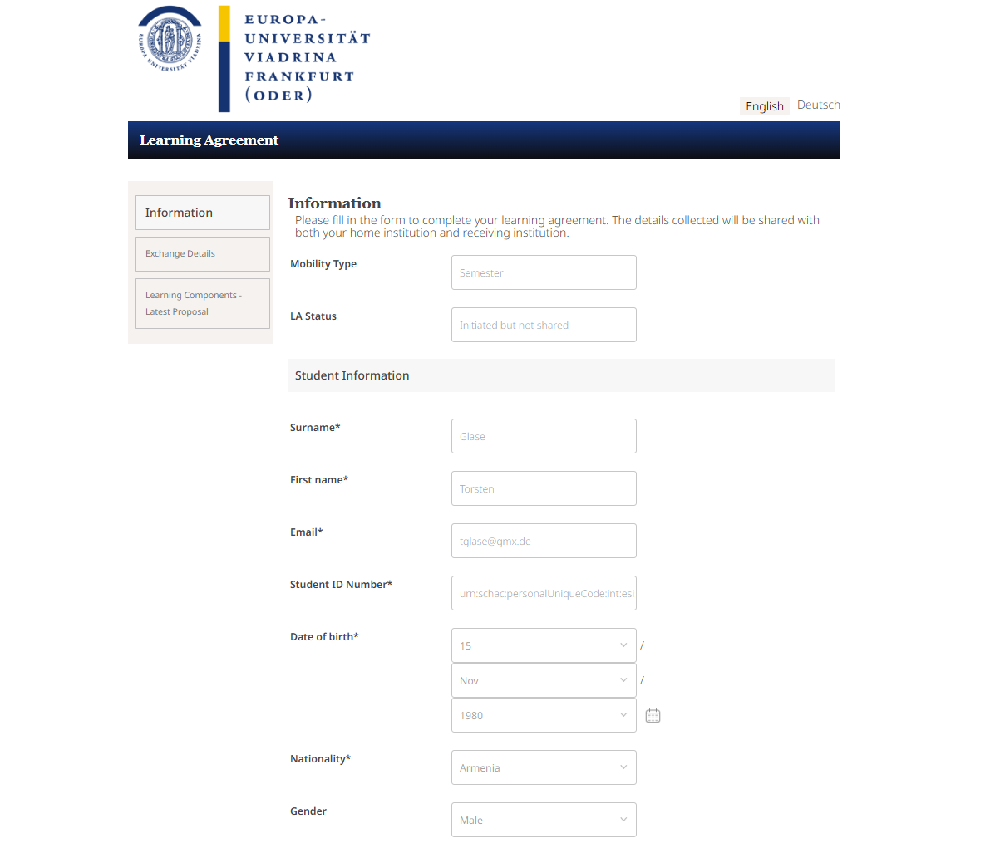 EUROPA UNIVERSITÄT VIADRINA
EUROPA-
UNIVERSITÄT
VIADRINA
FRANKFURT
(ODER)
English Deutsch
Learning Agreement
Information
Exchange Details
Learning Components -
Latest Proposal
Information
Please fill in the form to complete your learning agreement. The details collected will be shared with
both your home institution and receiving institution.
Mobility Type
Semester
LA Status
Initiated but not shared
Student Information
Surname*
Glase
First name*
Torsten
Email*
tglase@gmx.de
Student ID Number*
urn:schac:personalUniqueCode:int:esi
Date of birth*
15 /
Nov /
1980
Nationality*
Armenia
Gender
Male